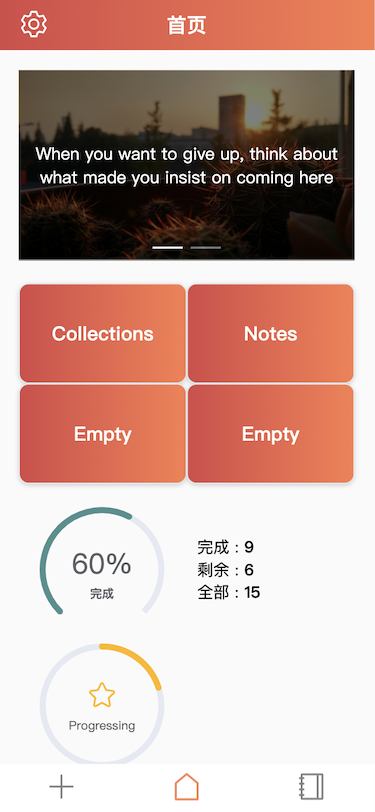 首页
When you want to give up, think about
what made you insist on coming here
Collections
Notes
Empty
Empty
60%
完成
完成：9
剩余：6
全部：15
Progressing